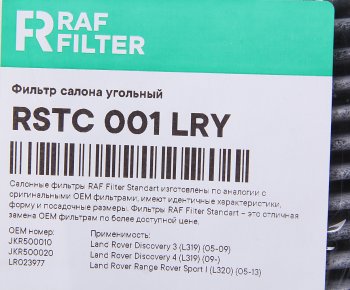 RAF
FILTER
Фильтр салона угольный
RSTC 001 LRY
Салонные фильтры RAF Filter Standart изготовлены по аналогии с
оригинальными OEM фильтрами, имеют идентичные характеристики,
форму и посадочные размеры. Фильтры RAF Filter Standart – это отличная
замена OEM фильтрам по более доступной цене.
OEM номер:
JKR500010
JKR500020
LR023977
Применимость:
Land Rover Discovery 3 (L319) (05-09)
Land Rover Discovery 4 (L319) (09-)
Land Rover Range Rover Sport I (L320) (05-13)